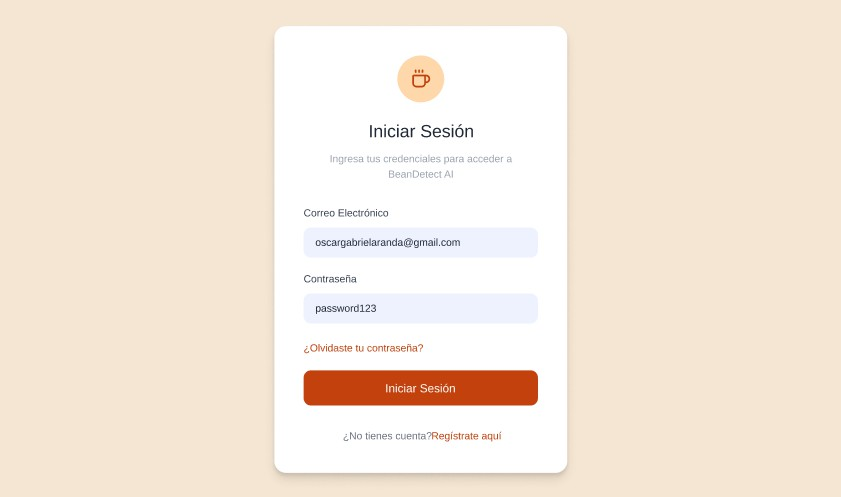 Iniciar Sesión
Ingresa tus credenciales para acceder a
BeanDetect AI
Correo Electrónico
oscargabrielaranda@gmail.com
Contraseña
password123
¿Olvidaste tu contraseña?
Iniciar Sesión
¿No tienes cuenta?Regístrate aquí